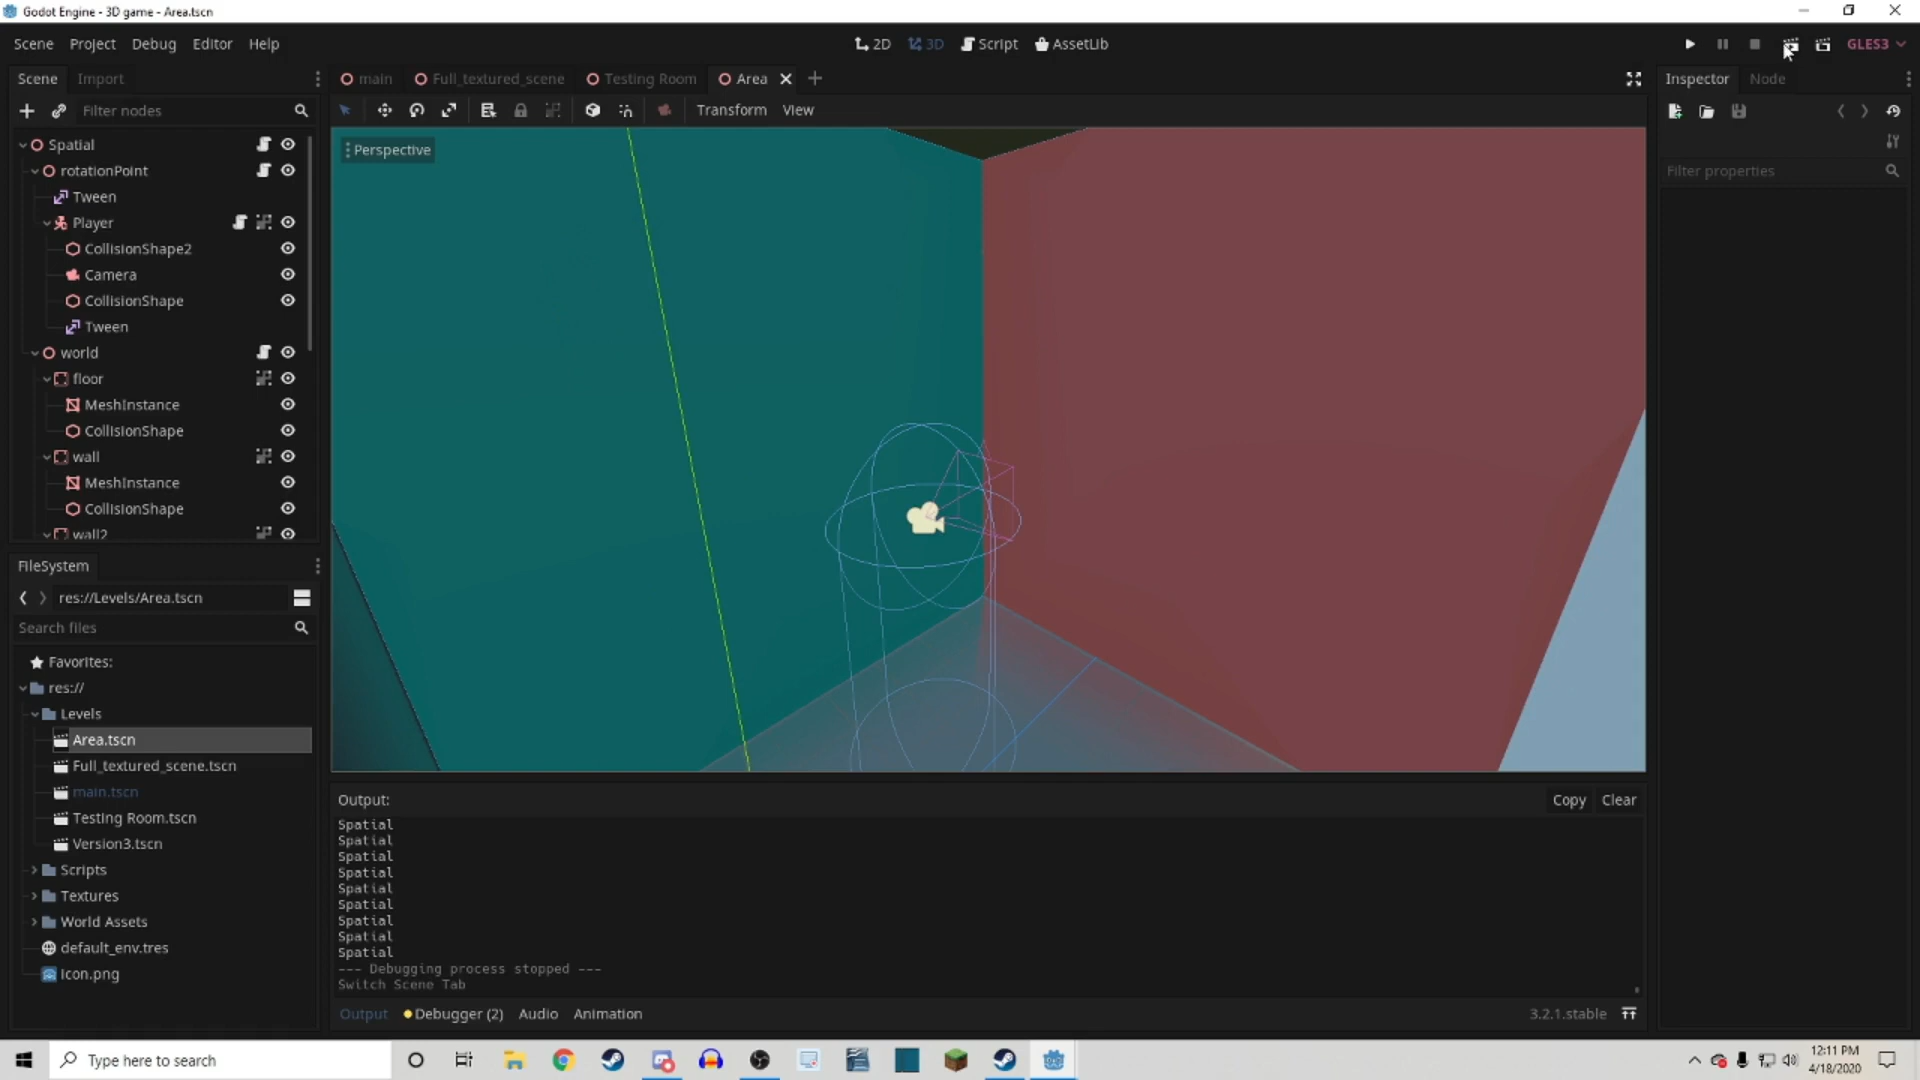 Godot Engine - 3D game - Area.tscn
Scene Project Debug Editor Help
2D 3D Script AssetLib
GLES3
Scene Import
main Full_textured_scene Testing Room Area
Inspector Node
Filter nodes
Transform View
Perspective
Filter properties
Spatial
rotationPoint
Tween
Player
CollisionShape2
Camera
CollisionShape
Tween
world
floor
MeshInstance
CollisionShape
wall
MeshInstance
CollisionShape
wall2
FileSystem
res://Levels/Area.tscn
Search files
Favorites:
res://
Levels
Area.tscn
Full_textured_scene.tscn
main.tscn
Testing Room.tscn
Version3.tscn
Scripts
Textures
World Assets
default_env.tres
icon.png
Output:
Copy Clear
Spatial
Spatial
Spatial
Spatial
Spatial
Spatial
Spatial
Spatial
Spatial
--- Debugging process stopped ---
Switch Scene Tab
Output Debugger (2) Audio Animation
3.2.1.stable
Type here to search
12:11 PM
4/18/2020